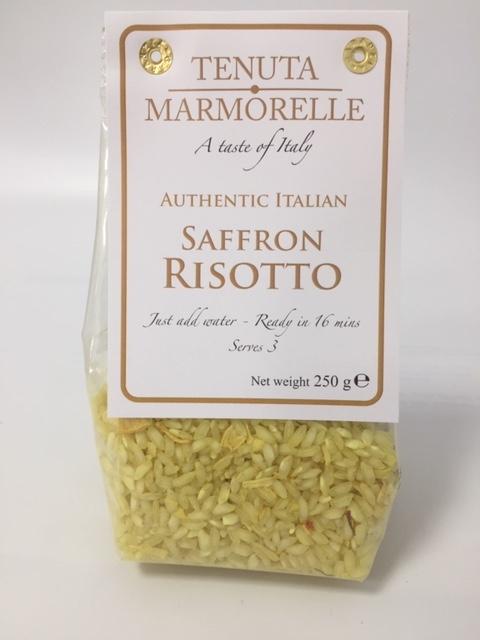 TENUTA
MARMORELLE
A taste of Italy
AUTHENTIC ITALIAN
SAFFRON
RISOTTO
Just add water - Ready in 16 mins
Serves 3
Net weight 250 g ℮